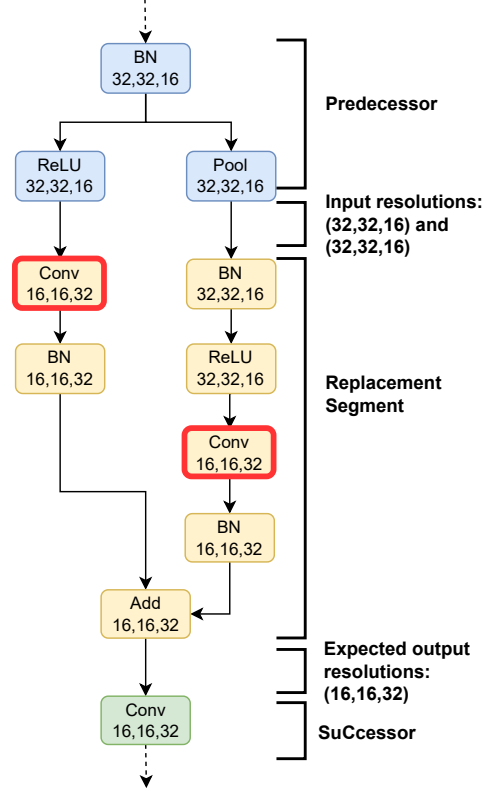 BN
32,32,16
Predecessor
ReLU
32,32,16
Pool
32,32,16
Input resolutions:
(32,32,16) and
(32,32,16)
Conv
16,16,32
BN
32,32,16
BN
16,16,32
ReLU
32,32,16
Replacement
Segment
Conv
16,16,32
BN
16,16,32
Add
16,16,32
Expected output
resolutions:
(16,16,32)
Conv
16,16,32
SuCcessor